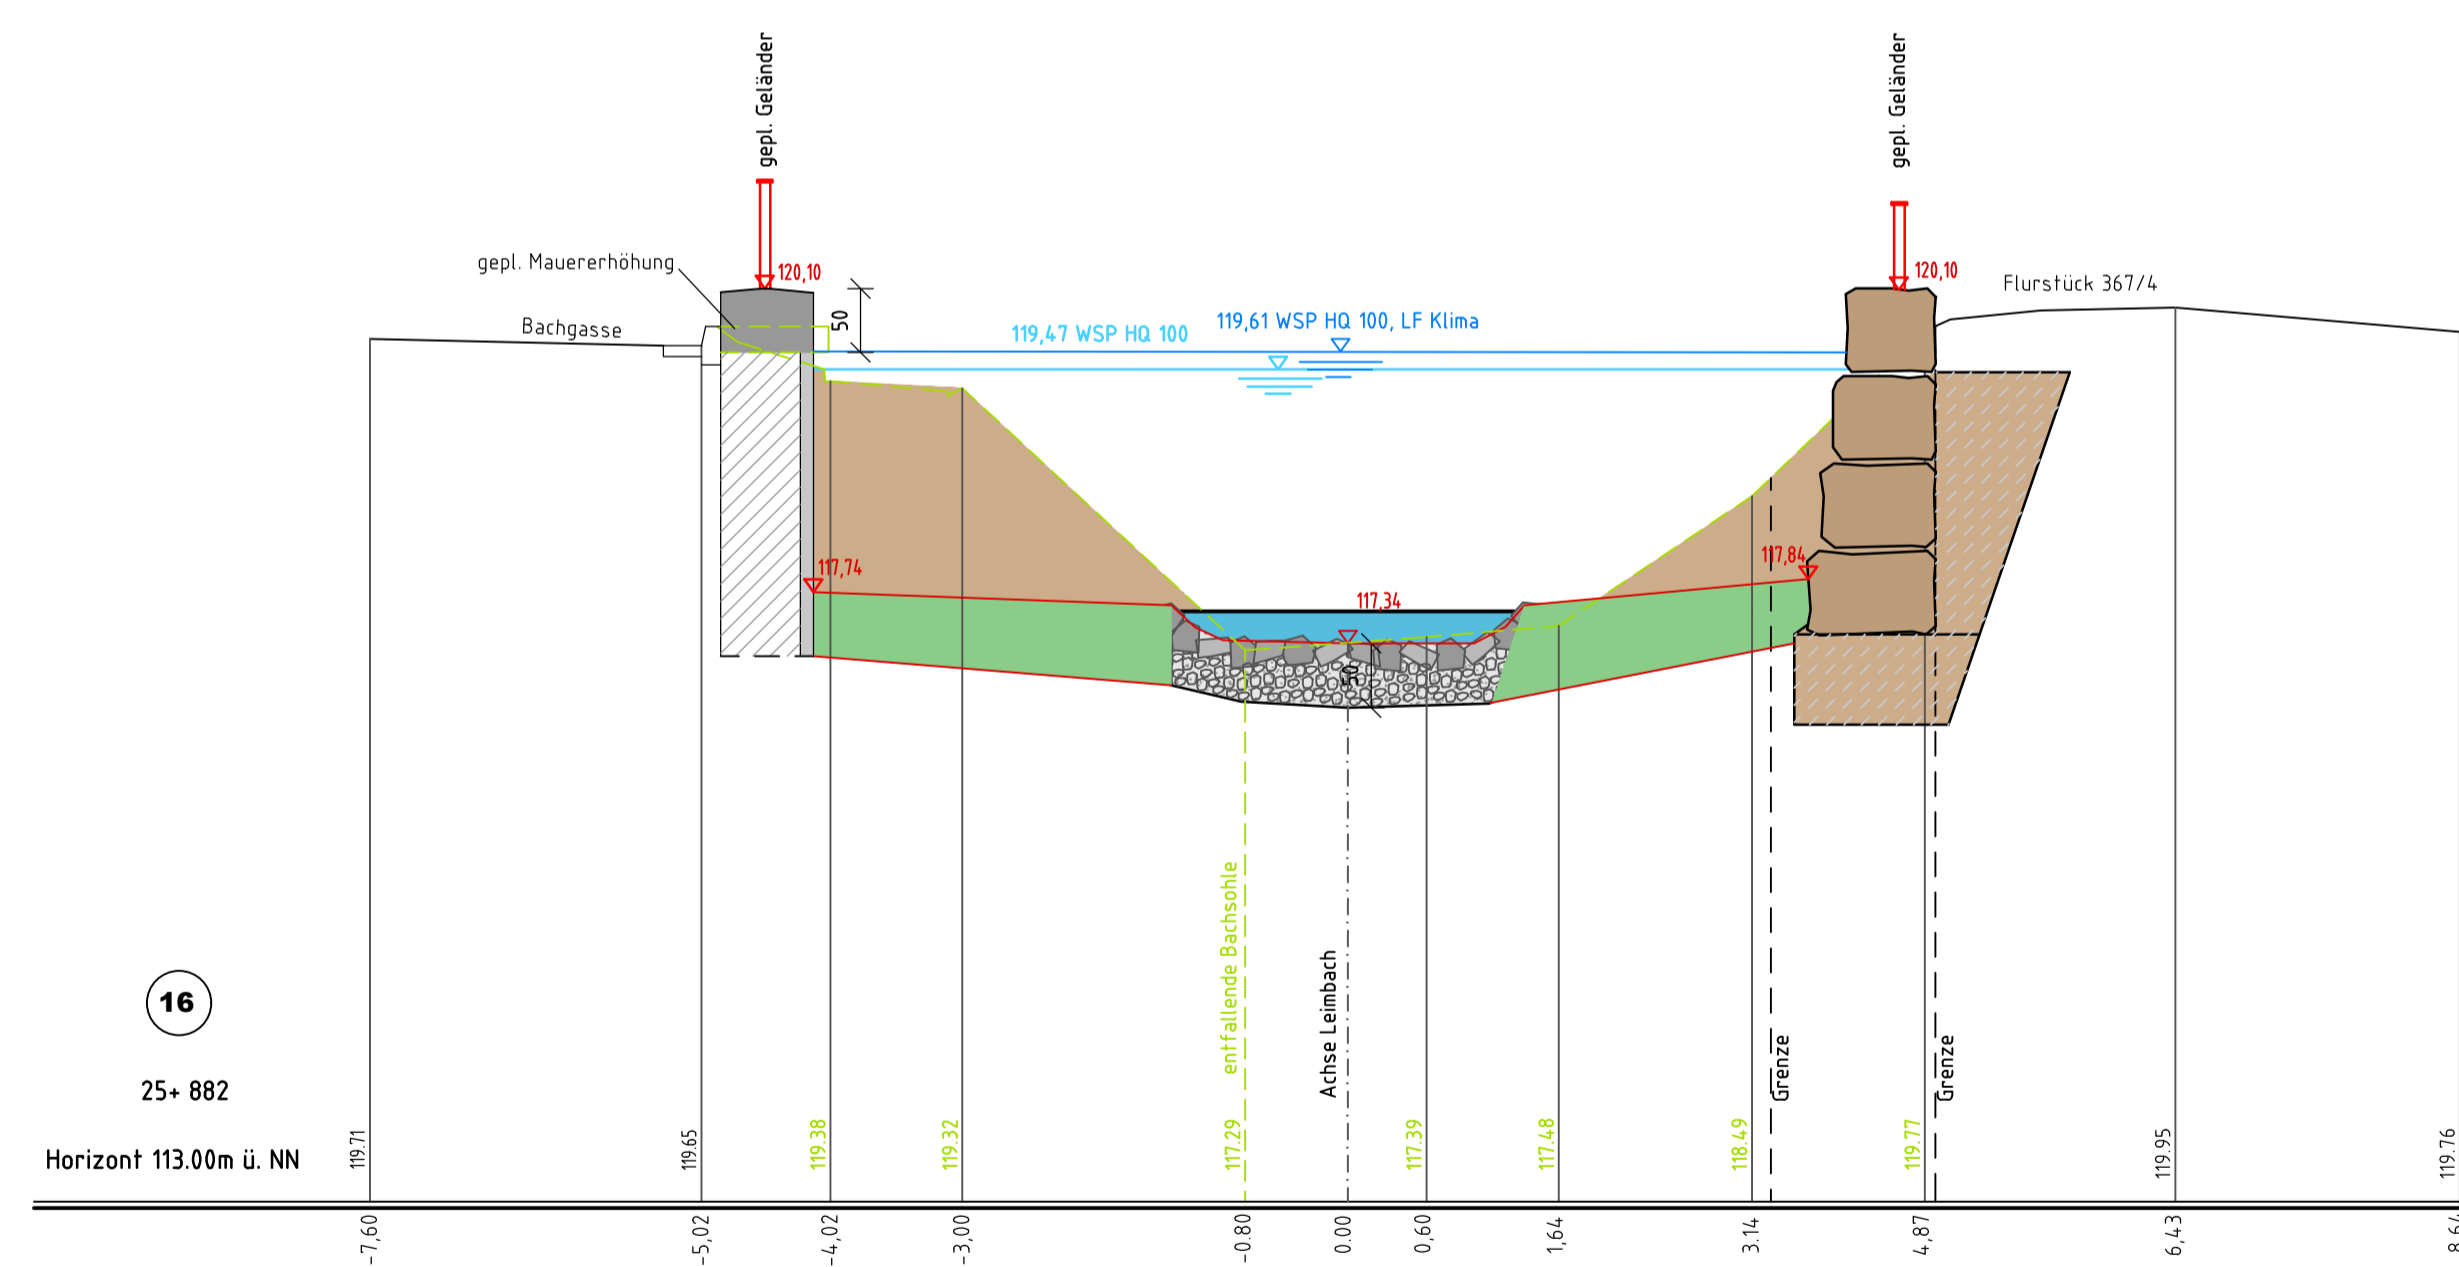 gepl. Geländer
gepl. Geländer
gepl. Mauererhöhung
120,10
120,10
Flurstück 367/4
Bachgasse
50
119,47 WSP HQ 100
119,61 WSP HQ 100, LF Klima
117,74
117,84
117,34
50
entfallende Bachsohle
Achse Leimbach
Grenze
Grenze
16
25+ 882
Horizont 113.00m ü. NN
119.71
119.65
119.38
119.32
117.29
117.39
117.48
118.49
119.77
119.95
119.76
-7,60
-5,02
-4,02
-3,00
-0.80
0.00
0,60
1,64
3.14
4,87
6,43